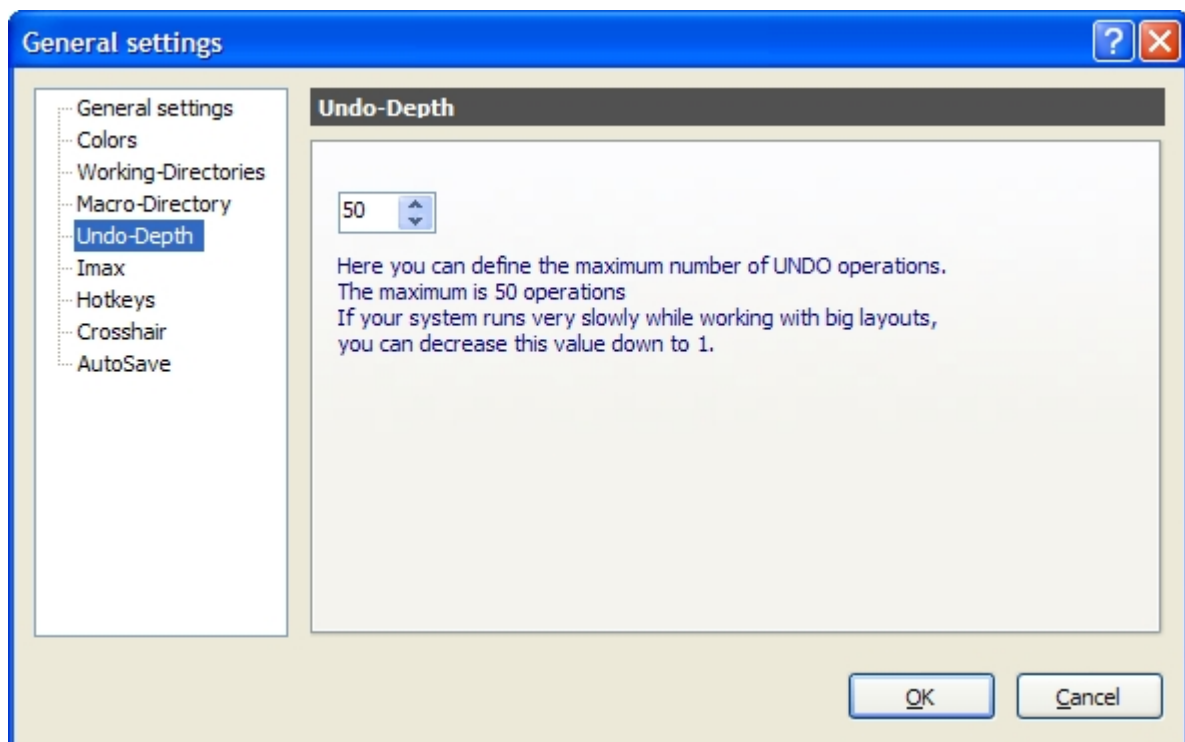 General settings
General settings
Colors
Working-Directories
Macro-Directory
Undo-Depth
Imax
Hotkeys
Crosshair
AutoSave
Undo-Depth
50
Here you can define the maximum number of UNDO operations.
The maximum is 50 operations
If your system runs very slowly while working with big layouts,
you can decrease this value down to 1.
OK
Cancel